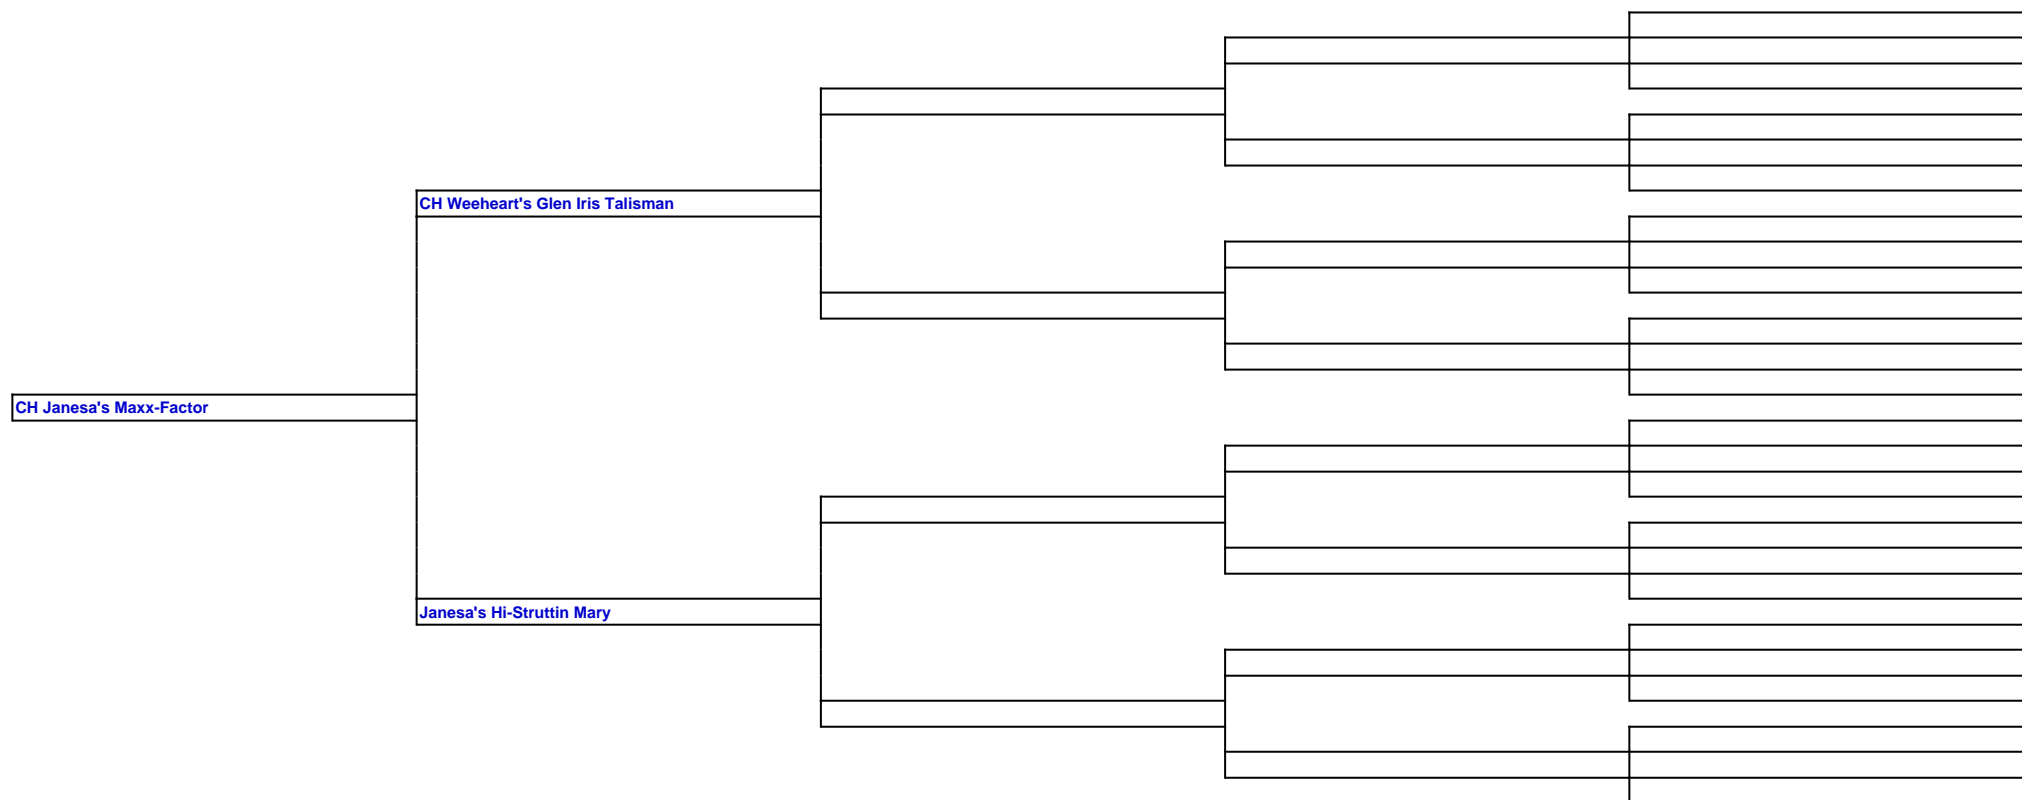 CH Weeheart's Glen Iris Talisman
CH Janesa's Maxx-Factor
Janesa's Hi-Struttin Mary